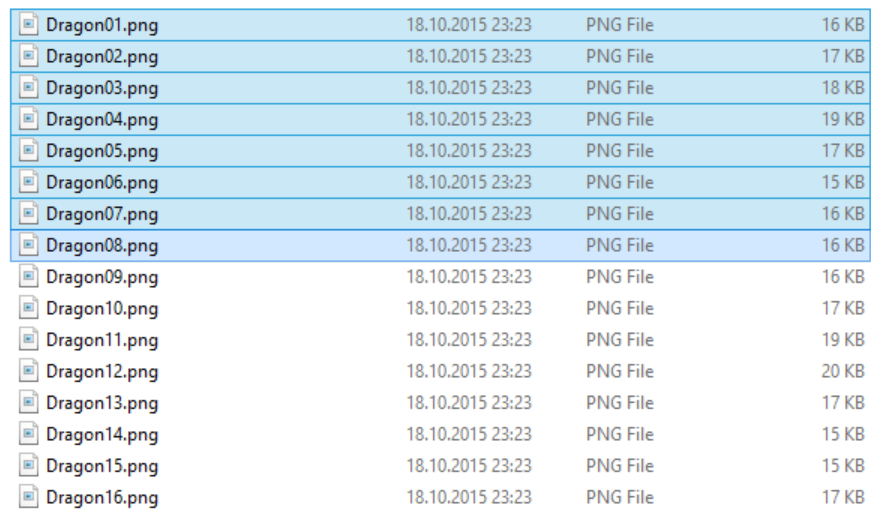 Dragon01.png 18.10.2015 23:23 PNG File 16 KB
Dragon02.png 18.10.2015 23:23 PNG File 17 KB
Dragon03.png 18.10.2015 23:23 PNG File 18 KB
Dragon04.png 18.10.2015 23:23 PNG File 19 KB
Dragon05.png 18.10.2015 23:23 PNG File 17 KB
Dragon06.png 18.10.2015 23:23 PNG File 15 KB
Dragon07.png 18.10.2015 23:23 PNG File 16 KB
Dragon08.png 18.10.2015 23:23 PNG File 16 KB
Dragon09.png 18.10.2015 23:23 PNG File 16 KB
Dragon10.png 18.10.2015 23:23 PNG File 17 KB
Dragon11.png 18.10.2015 23:23 PNG File 19 KB
Dragon12.png 18.10.2015 23:23 PNG File 20 KB
Dragon13.png 18.10.2015 23:23 PNG File 17 KB
Dragon14.png 18.10.2015 23:23 PNG File 15 KB
Dragon15.png 18.10.2015 23:23 PNG File 15 KB
Dragon16.png 18.10.2015 23:23 PNG File 17 KB